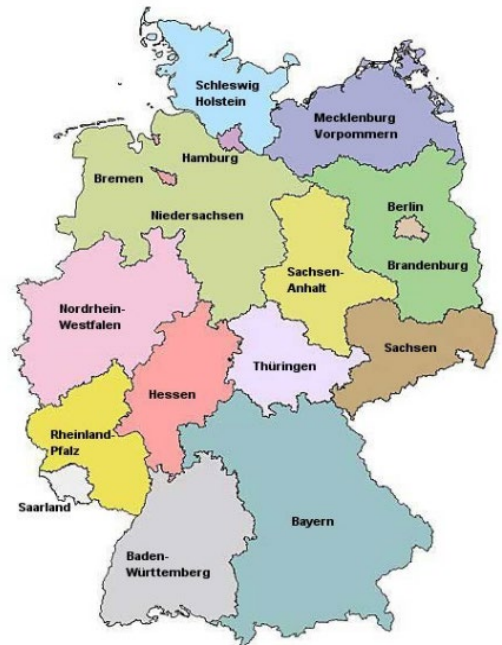 Schleswig
Holstein
Mecklenburg
Vorpommern
Hamburg
Bremen
Niedersachsen
Berlin
Brandenburg
Sachsen-
Anhalt
Nordrhein-
Westfalen
Sachsen
Thüringen
Hessen
Rheinland-
Pfalz
Saarland
Bayern
Baden-
Württemberg